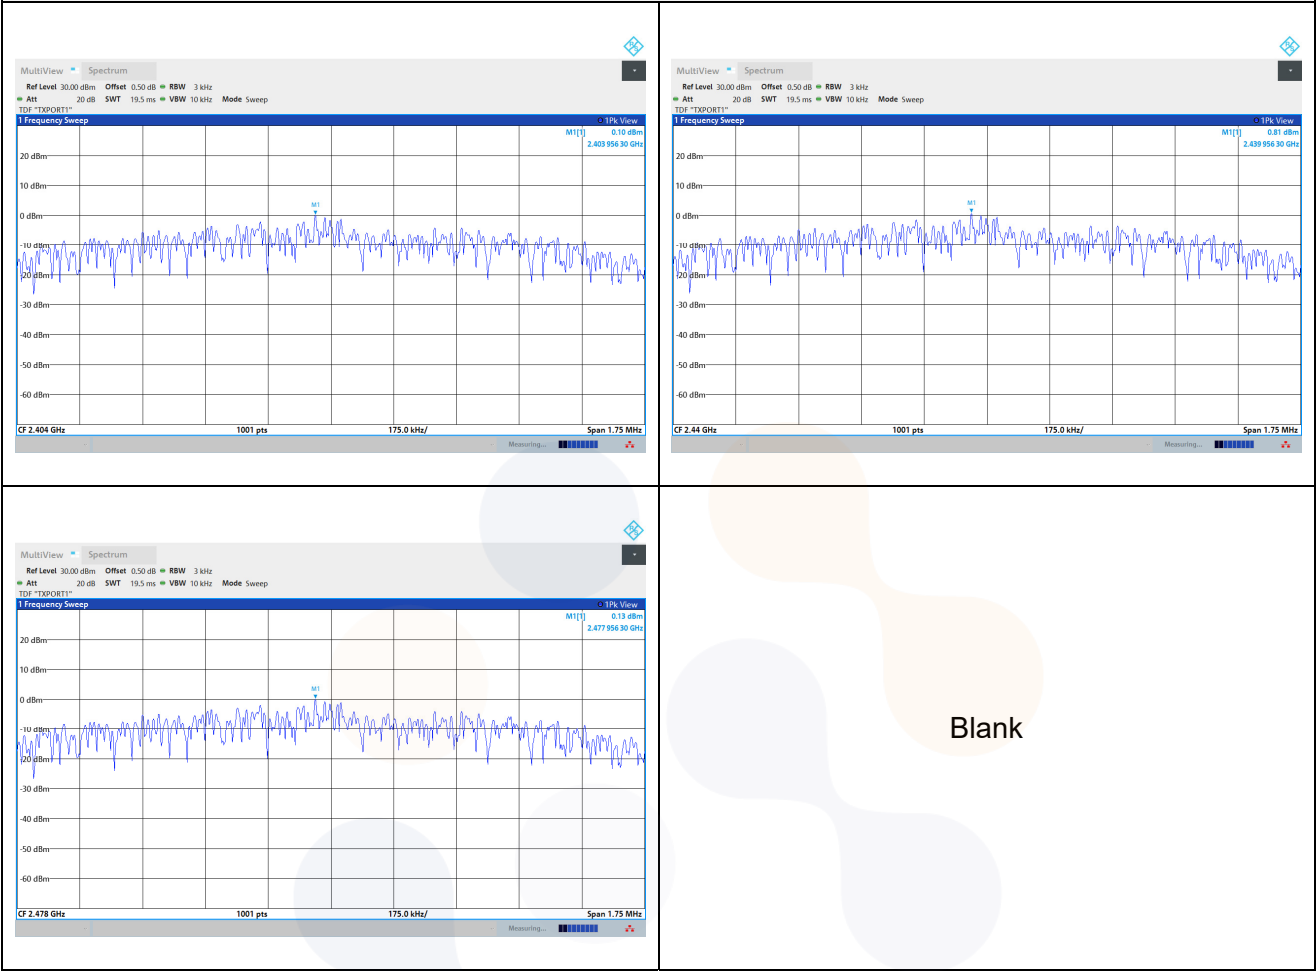 MultiView Spectrum
Ref Level 30.00 dBm Offset 0.50 dB RBW 3 kHz
Att 20 dB SWT 19.5 ms VBW 10 kHz Mode Sweep
TDF "TXPORT1"
1 Frequency Sweep 1Pk View
M1[1] 0.10 dBm
2.403 956 30 GHz
20 dBm
10 dBm
M1
0 dBm
-10 dBm
-20 dBm
-30 dBm
-40 dBm
-50 dBm
-60 dBm
CF 2.404 GHz 1001 pts 175.0 kHz/ Span 1.75 MHz
Measuring...
MultiView Spectrum
Ref Level 30.00 dBm Offset 0.50 dB RBW 3 kHz
Att 20 dB SWT 19.5 ms VBW 10 kHz Mode Sweep
TDF "TXPORT1"
1 Frequency Sweep 1Pk View
M1[1] 0.81 dBm
2.439 956 30 GHz
20 dBm
10 dBm
M1
0 dBm
-10 dBm
-20 dBm
-30 dBm
-40 dBm
-50 dBm
-60 dBm
CF 2.44 GHz 1001 pts 175.0 kHz/ Span 1.75 MHz
Measuring...
MultiView Spectrum
Ref Level 30.00 dBm Offset 0.50 dB RBW 3 kHz
Att 20 dB SWT 19.5 ms VBW 10 kHz Mode Sweep
TDF "TXPORT1"
1 Frequency Sweep 1Pk View
M1[1] 0.13 dBm
2.477 956 30 GHz
20 dBm
10 dBm
M1
0 dBm
-10 dBm
-20 dBm
-30 dBm
-40 dBm
-50 dBm
-60 dBm
CF 2.478 GHz 1001 pts 175.0 kHz/ Span 1.75 MHz
Measuring...
Blank